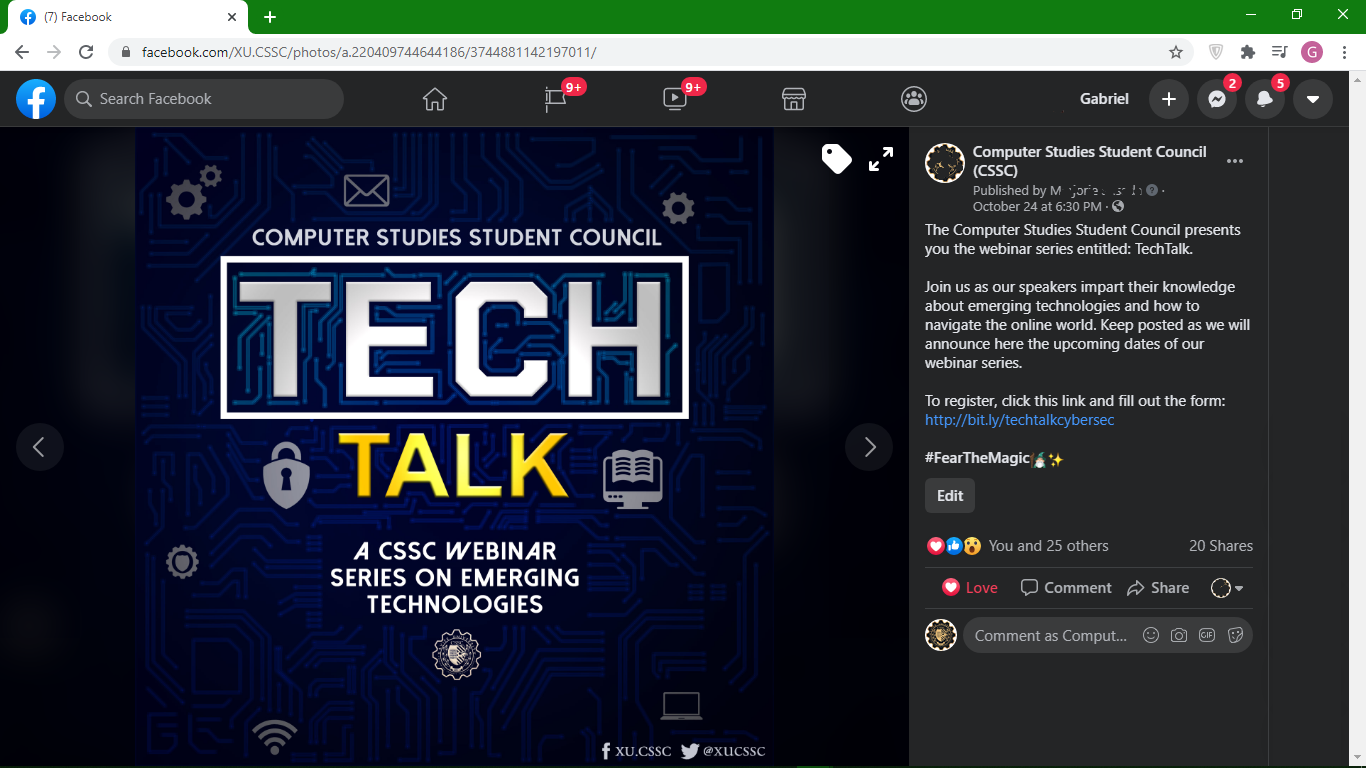 (7) Facebook
facebook.com/XU.CSSC/photos/a.220409744644186/3744881142197011/
G
Search Facebook
9+
9+
Gabriel
2
5
COMPUTER STUDIES STUDENT COUNCIL
TECH
TALK
A CSSC WEBINAR
SERIES ON EMERGING
TECHNOLOGIES
XU.CSSC @XUCSSC
Computer Studies Student Council
(CSSC)
Published by
October 24 at 6:30 PM ·
The Computer Studies Student Council presents
you the webinar series entitled: TechTalk.
Join us as our speakers impart their knowledge
about emerging technologies and how to
navigate the online world. Keep posted as we will
announce here the upcoming dates of our
webinar series.
To register, click this link and fill out the form:
http://bit.ly/techtalkcybersec
#FearTheMagic
Edit
You and 25 others 20 Shares
Love Comment Share
Comment as Comput... GIF